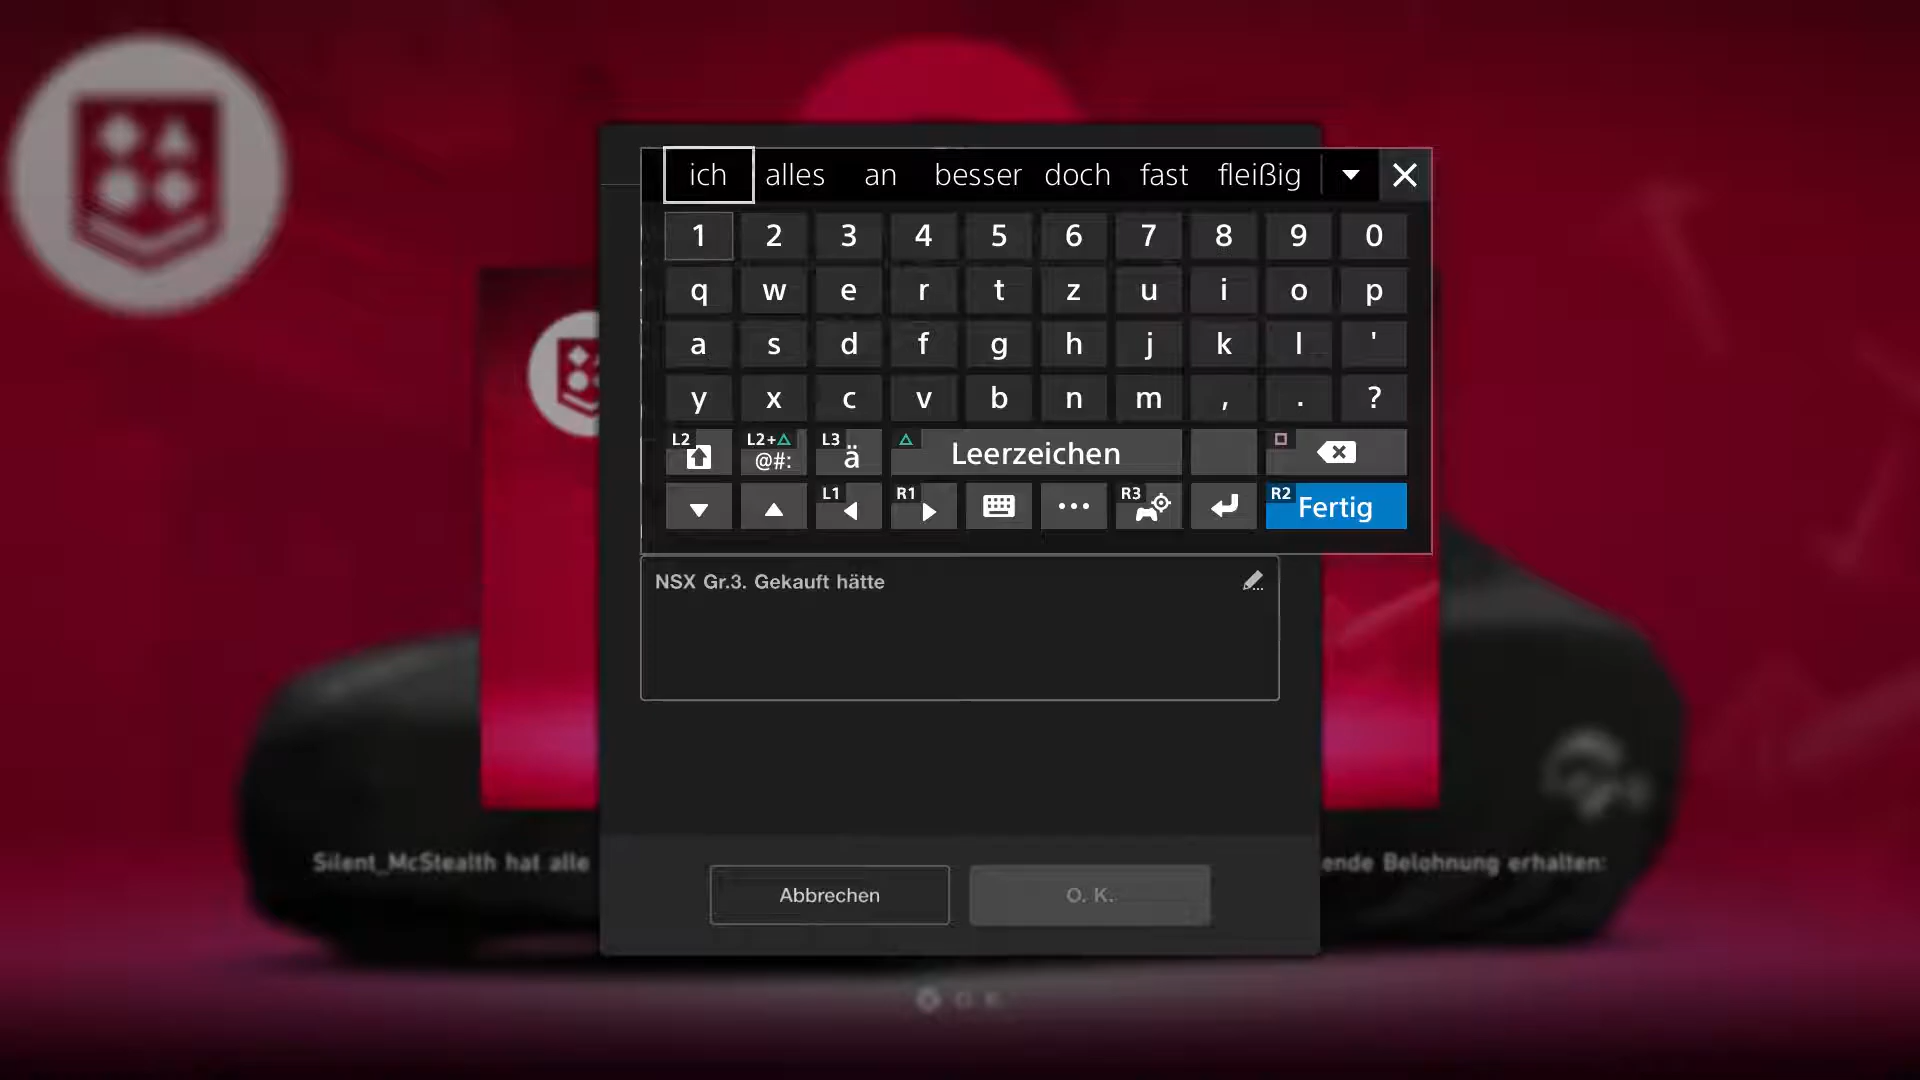 ich alles an besser doch fast fleißig
1 2 3 4 5 6 7 8 9 0
q w e r t z u i o p
a s d f g h j k l '
y x c v b n m , . ?
L2 L2+△ @#: L3 ä △ Leerzeichen
L1 R1 ... R3 R2 Fertig
NSX Gr.3. Gekauft hätte
Silent_McStealth hat alle ende Belohnung erhalten:
Abbrechen O. K.
O. K.